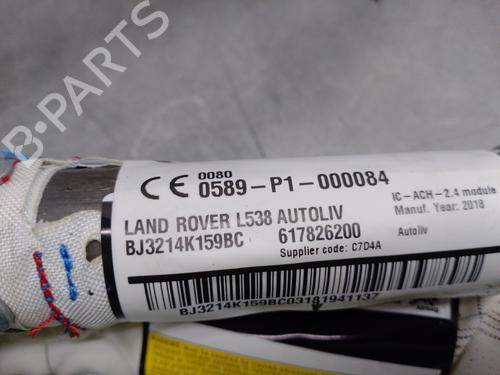 B-PARTS
0080
CE 0589-P1-000084
IC-ACH-2.4 module
Manuf. Year: 2018
LAND ROVER L538 AUTOLIV
BJ3214K159BC 617826200
Autoliv
Supplier code: C7D4A
BJ3214K159BC03181941137